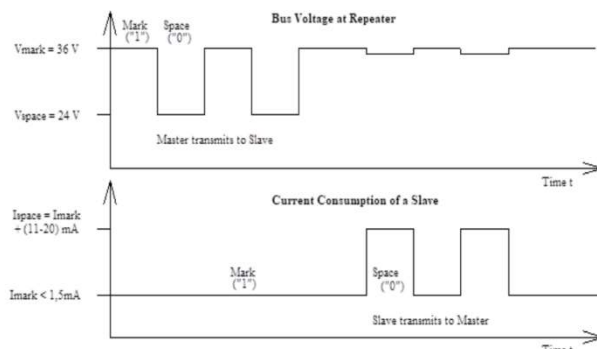 Bus Voltage at Repeater
Mark
("1")
Space
("0")
Vmark = 36 V
Vspace = 24 V
Master transmits to Slave
Time t
Current Consumption of a Slave
Ispace = Imark
+ (11-20) mA
Mark
("1")
Space
("0")
Imark < 1,5mA
Slave transmits to Master
Time t